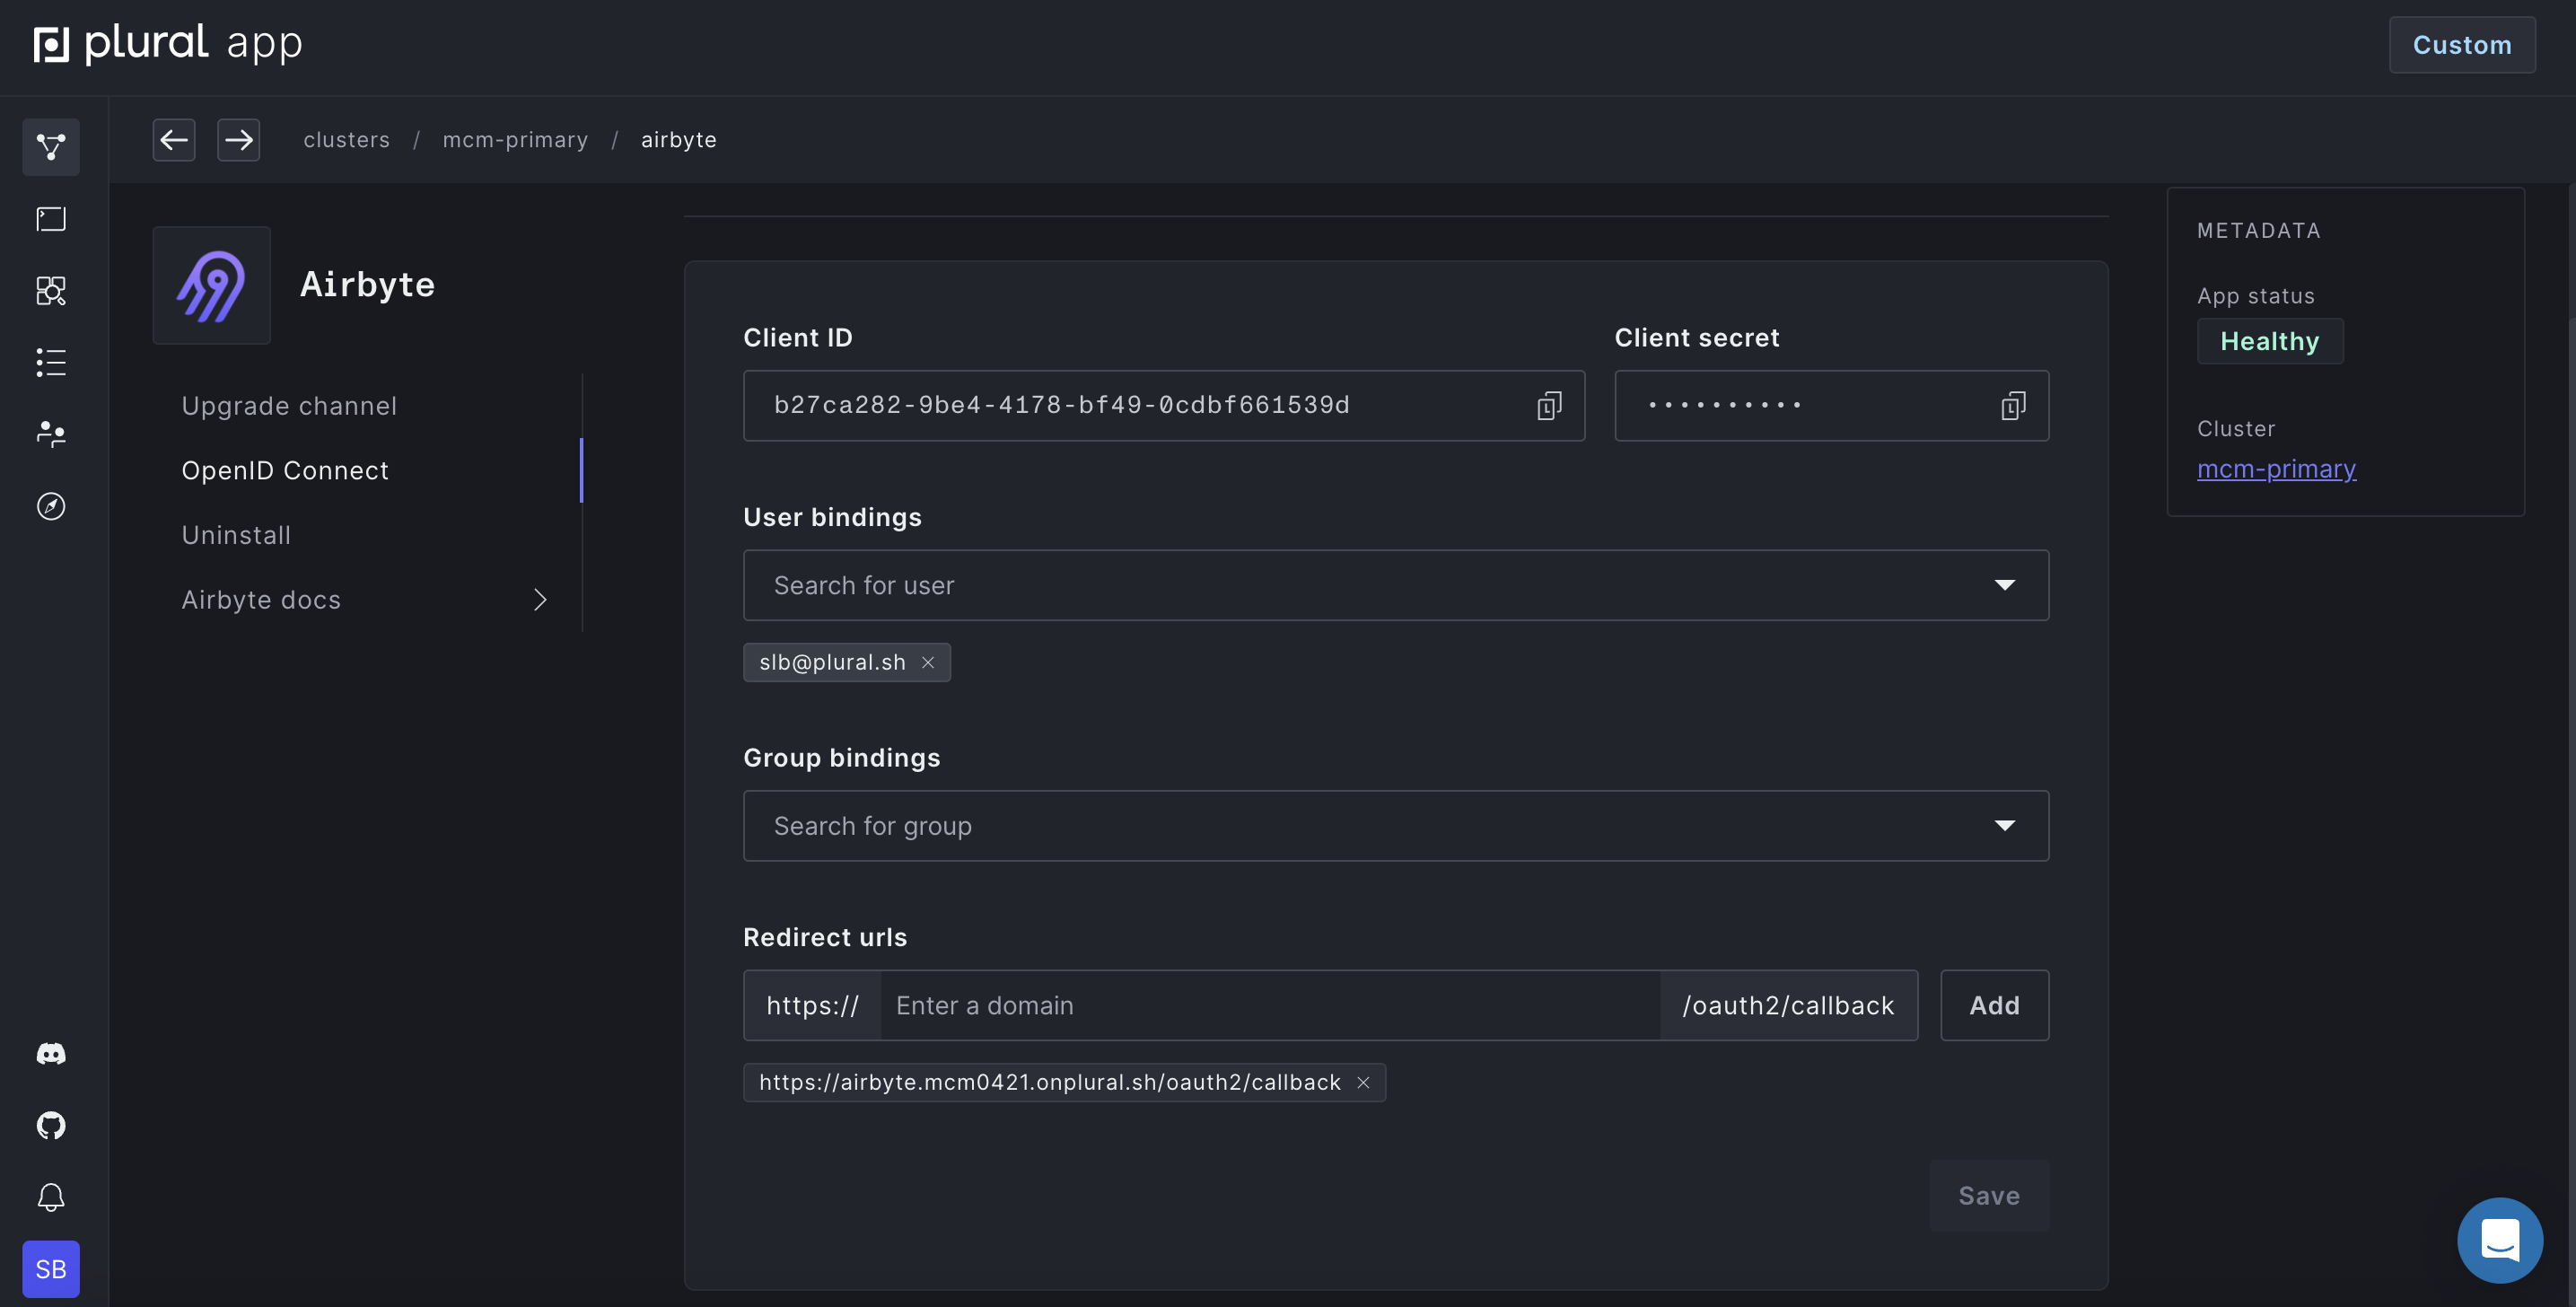 plural app
Custom
clusters / mcm-primary / airbyte
Airbyte
Upgrade channel
OpenID Connect
Uninstall
Airbyte docs
Client ID
b27ca282-9be4-4178-bf49-0cdbf661539d
Client secret
••••••••••
User bindings
Search for user
slb@plural.sh
Group bindings
Search for group
Redirect urls
https:// Enter a domain /oauth2/callback Add
https://airbyte.mcm0421.onplural.sh/oauth2/callback
Save
METADATA
App status
Healthy
Cluster
mcm-primary
SB